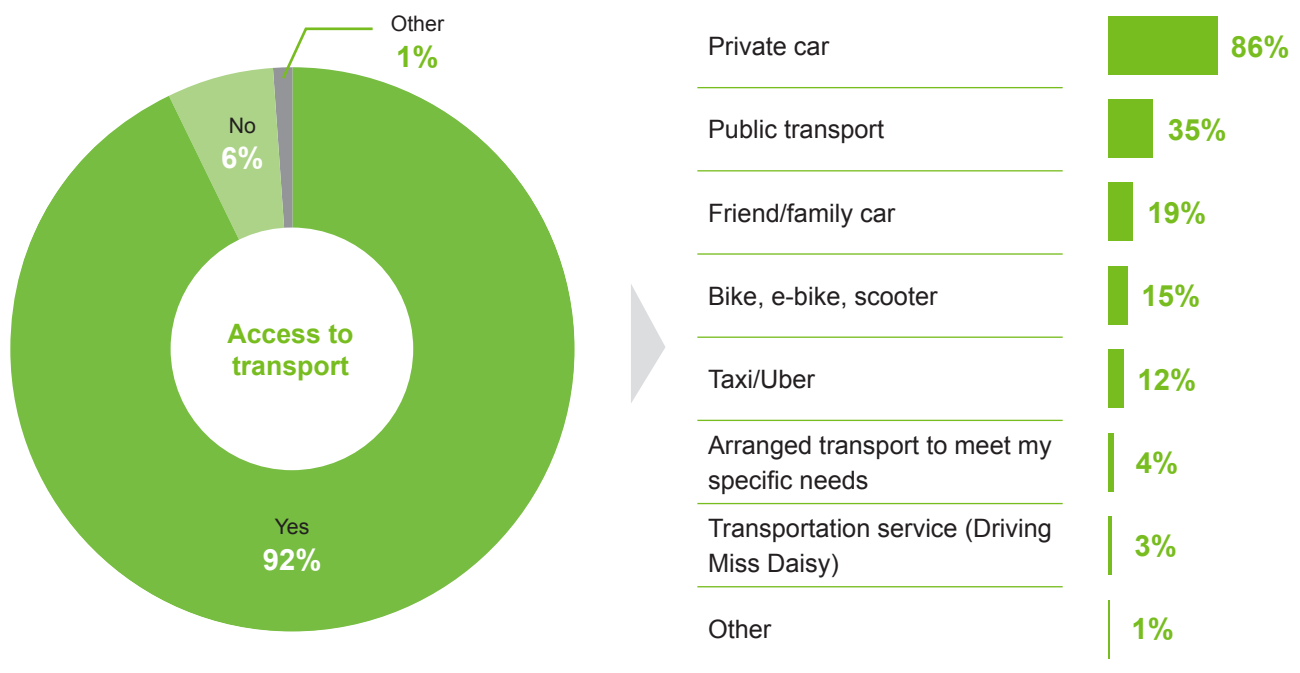 Other
1%
No
6%
Access to
transport
Yes
92%
Private car
86%
Public transport
35%
Friend/family car
19%
Bike, e-bike, scooter
15%
Taxi/Uber
12%
Arranged transport to meet my
specific needs
4%
Transportation service (Driving
Miss Daisy)
3%
Other
1%